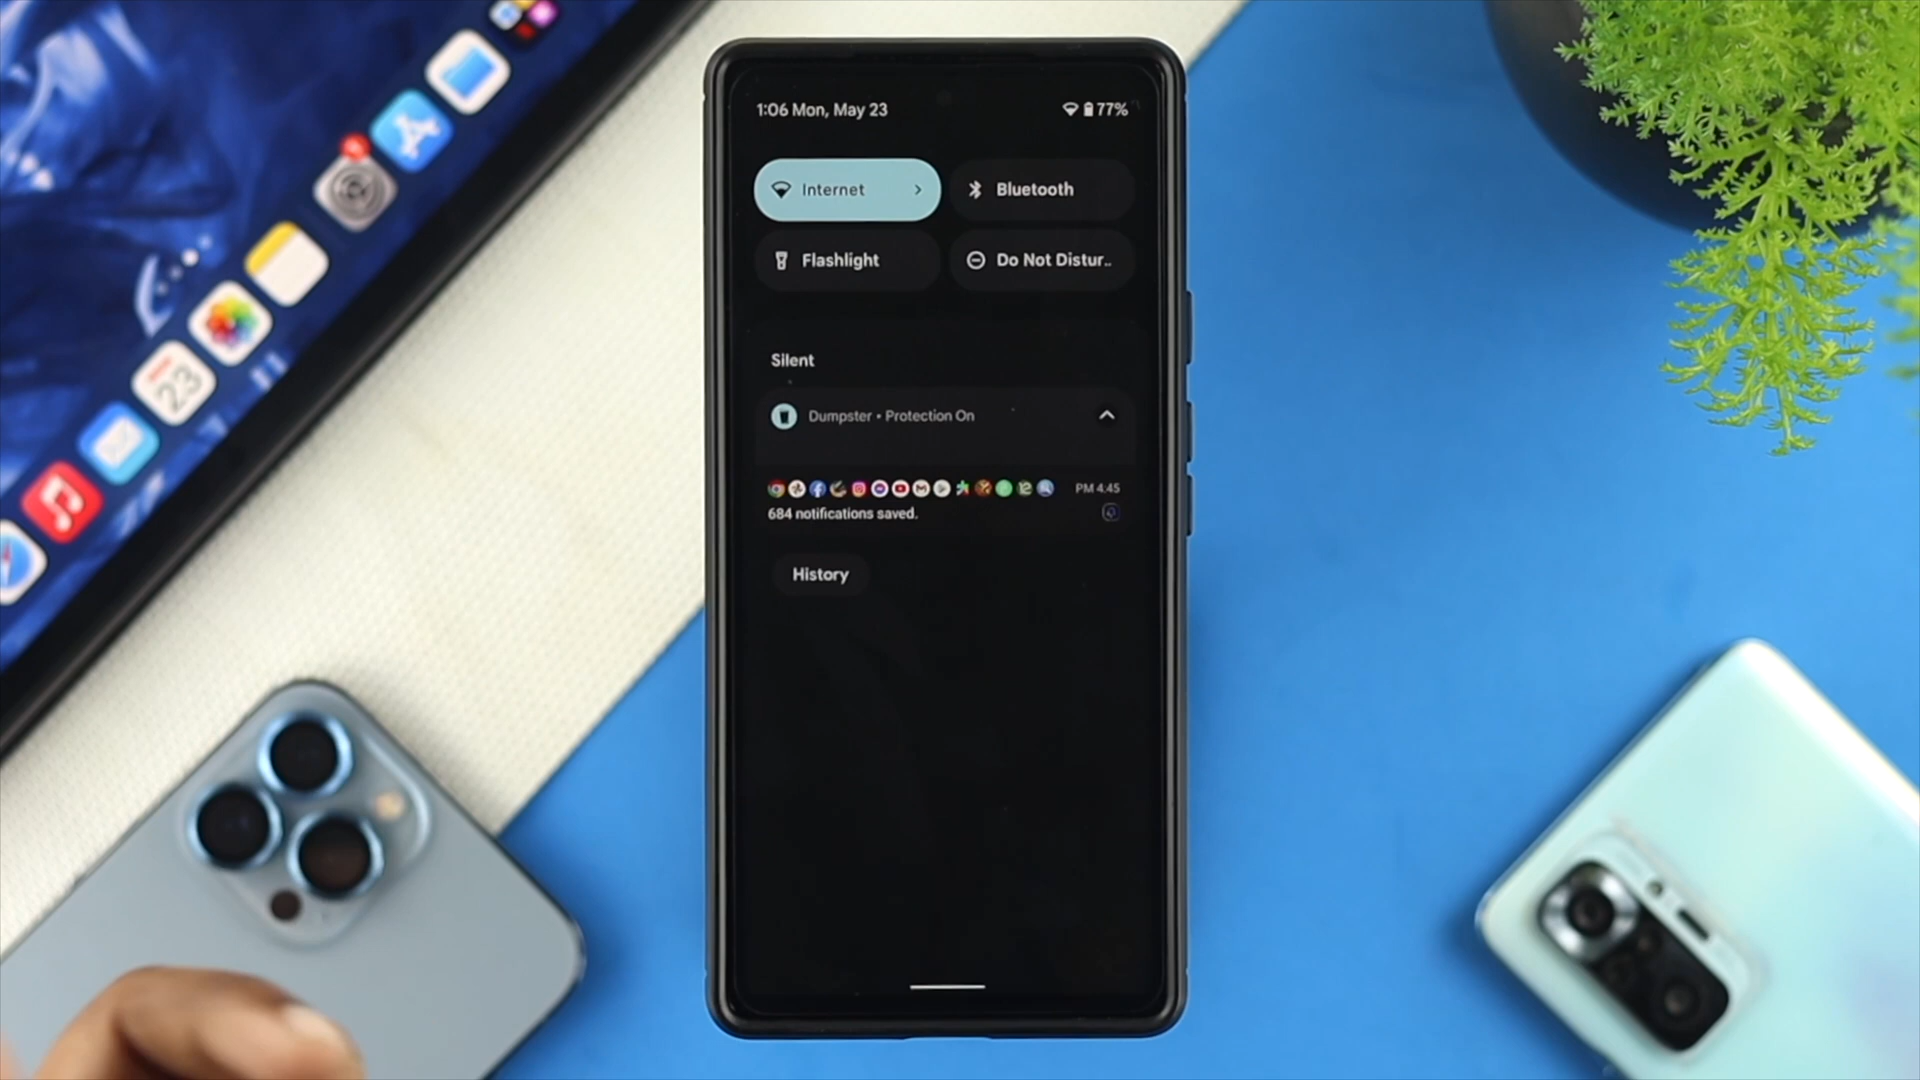 1:06 Mon, May 23
77%
Internet
Bluetooth
Flashlight
Do Not Distur..
Silent
Dumpster • Protection On
PM 4:45
684 notifications saved.
History
23